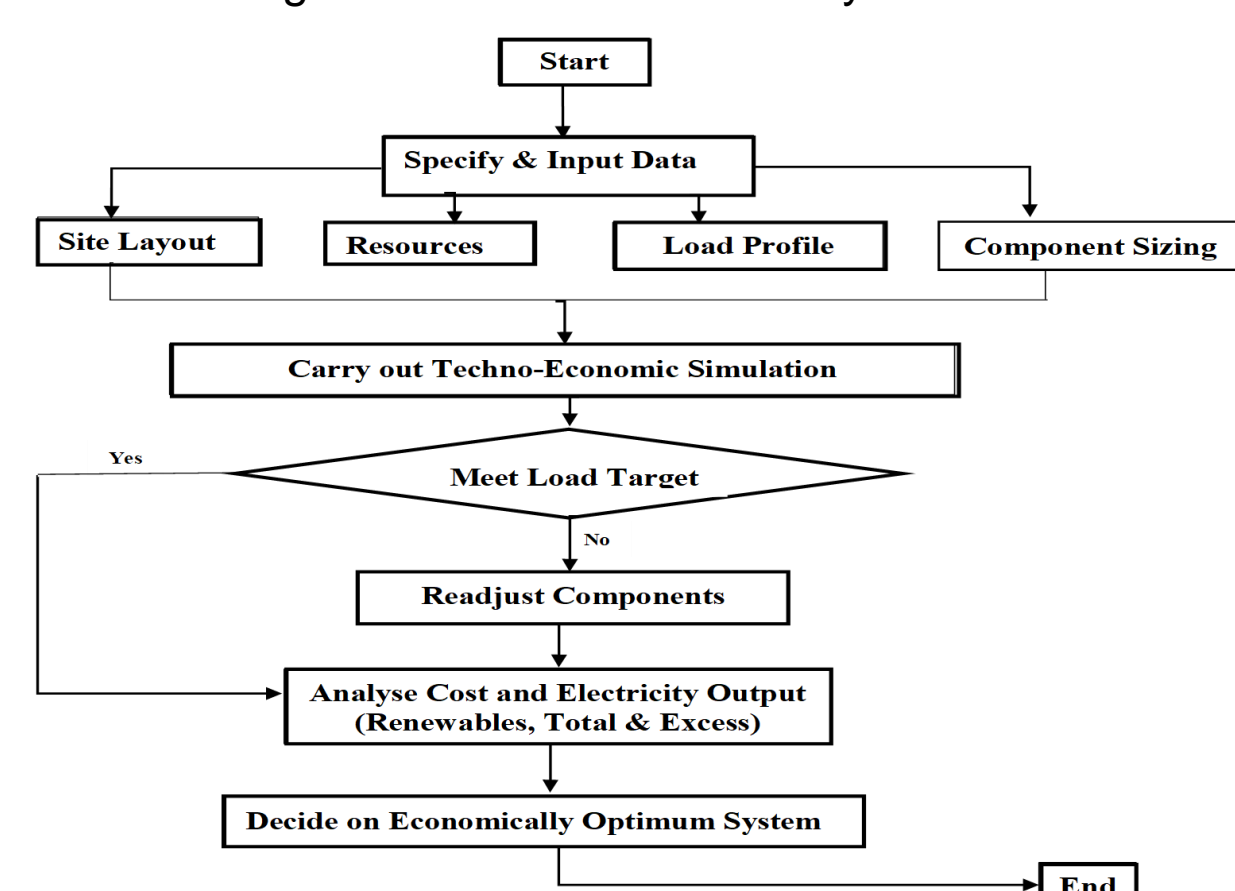 Start
Specify & Input Data
Site Layout
Resources
Load Profile
Component Sizing
Carry out Techno-Economic Simulation
Yes
Meet Load Target
No
Readjust Components
Analyse Cost and Electricity Output
(Renewables, Total & Excess)
Decide on Economically Optimum System
End